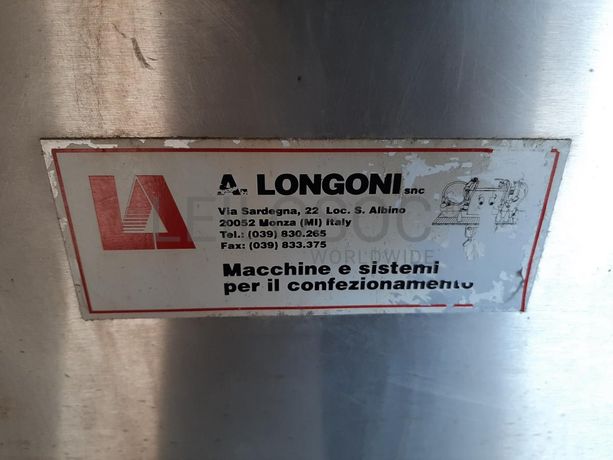 A. LONGONI snc
Via Sardegna, 22 Loc. S. Albino
20052 Monza (MI) Italy
Tel.: (039) 830.265
Fax: (039) 833.375
WORLDWIDE
Macchine e sistemi
per il confezionamento